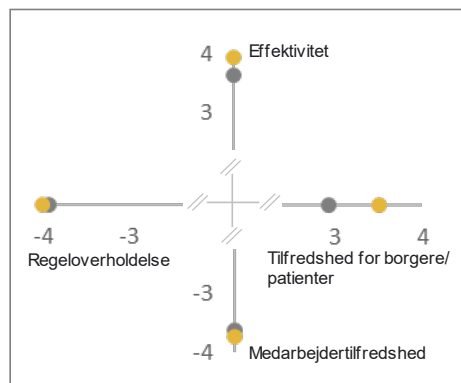 4 Effektivitet
3
-4 -3 3 4
Regeloverholdelse Tilfredshed for borgere/
patienter
-3
-4 Medarbejdertilfredshed